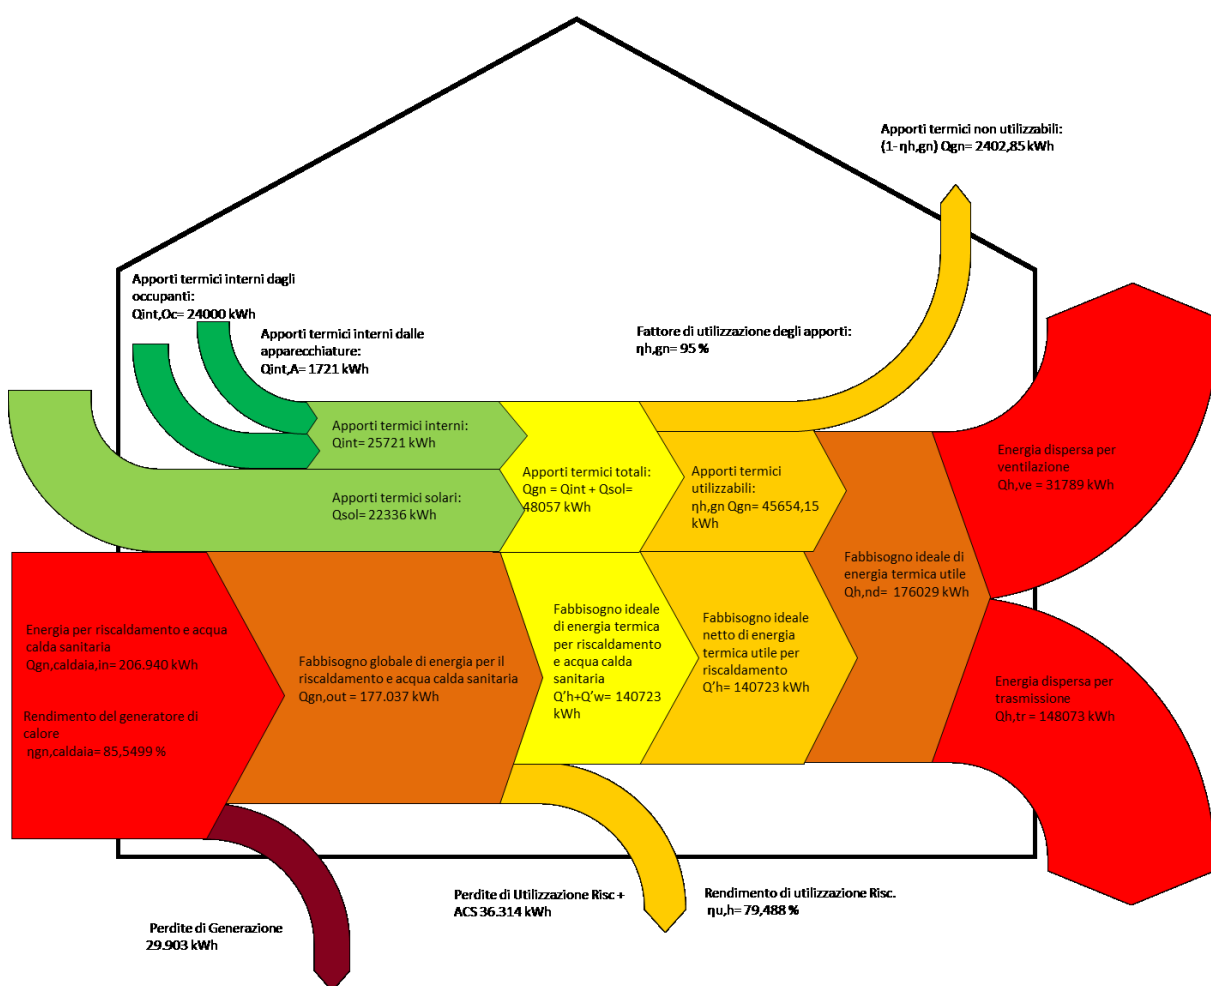 Apporti termici non utilizzabili:
(1- ηh,gn) Qgn= 2402,85 kWh
Apporti termici interni dagli
occupanti:
Qint,Oc= 24000 kWh
Apporti termici interni dalle
apparecchiature:
Qint,A= 1721 kWh
Fattore di utilizzazione degli apporti:
ηh,gn= 95 %
Apporti termici interni:
Qint= 25721 kWh
Apporti termici solari:
Qsol= 22336 kWh
Apporti termici totali:
Qgn = Qint + Qsol=
48057 kWh
Apporti termici
utilizzabili:
ηh,gn Qgn= 45654,15
kWh
Energia dispersa per
ventilazione
Qh,ve = 31789 kWh
Fabbisogno ideale di
energia termica utile
Qh,nd= 176029 kWh
Energia per riscaldamento e acqua
calda sanitaria
Qgn,caldaia,in= 206.940 kWh
Rendimento del generatore di
calore
ηgn,caldaia= 85,5499 %
Fabbisogno globale di energia per il
riscaldamento e acqua calda sanitaria
Qgn,out = 177.037 kWh
Fabbisogno ideale
di energia termica
per riscaldamento
e acqua calda
sanitaria
Q'h+Q'w= 140723
kWh
Fabbisogno ideale
netto di energia
termica utile per
riscaldamento
Q'h= 140723 kWh
Energia dispersa per
trasmissione
Qh,tr = 148073 kWh
Perdite di Utilizzazione Risc +
ACS 36.314 kWh
Rendimento di utilizzazione Risc.
ηu,h= 79,488 %
Perdite di Generazione
29.903 kWh